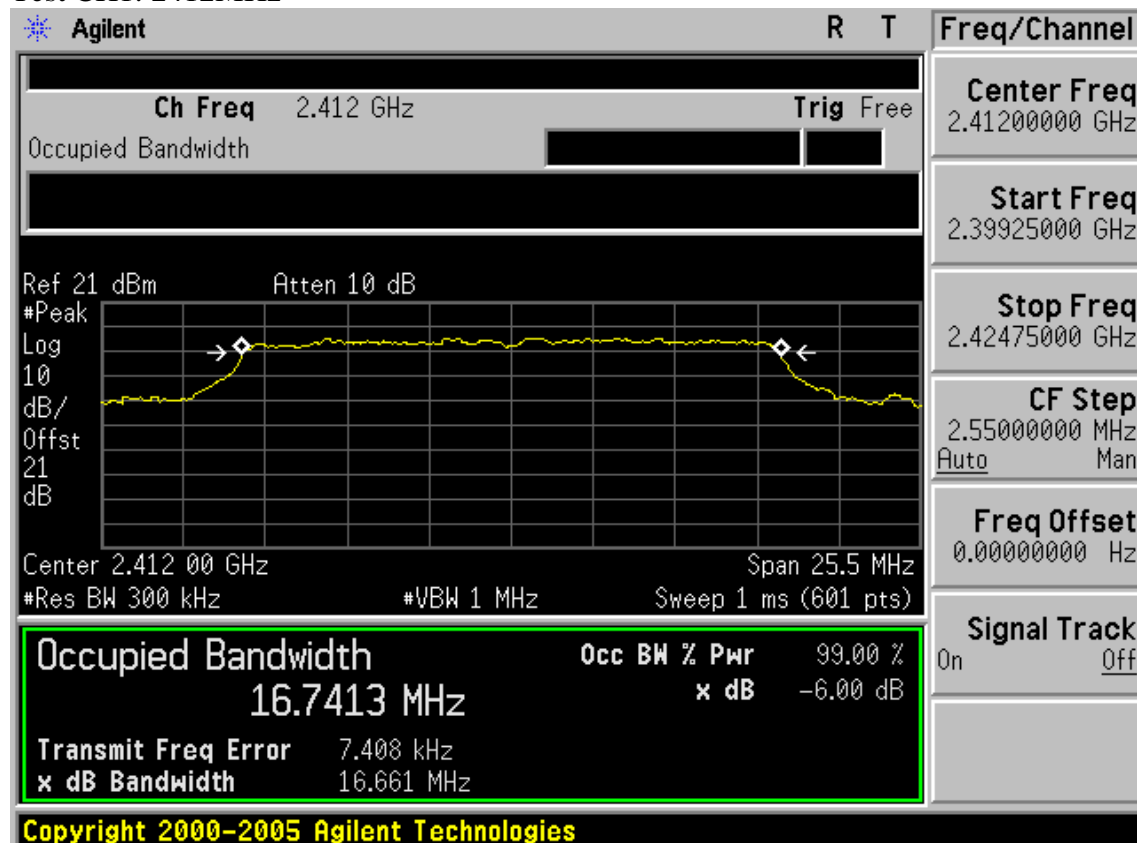 Agilent R T Freq/Channel
Ch Freq 2.412 GHz Trig Free
Occupied Bandwidth
Center Freq
2.41200000 GHz
Start Freq
2.39925000 GHz
Stop Freq
2.42475000 GHz
CF Step
2.55000000 MHz
Auto Man
Freq Offset
0.00000000 Hz
Signal Track
On Off
Ref 21 dBm Atten 10 dB
#Peak
Log
10
dB/
Offst
21
dB
Center 2.412 00 GHz Span 25.5 MHz
#Res BW 300 kHz #VBW 1 MHz Sweep 1 ms (601 pts)
Occupied Bandwidth Occ BW % Pwr 99.00 %
16.7413 MHz x dB -6.00 dB
Transmit Freq Error 7.408 kHz
x dB Bandwidth 16.661 MHz
Copyright 2000-2005 Agilent Technologies